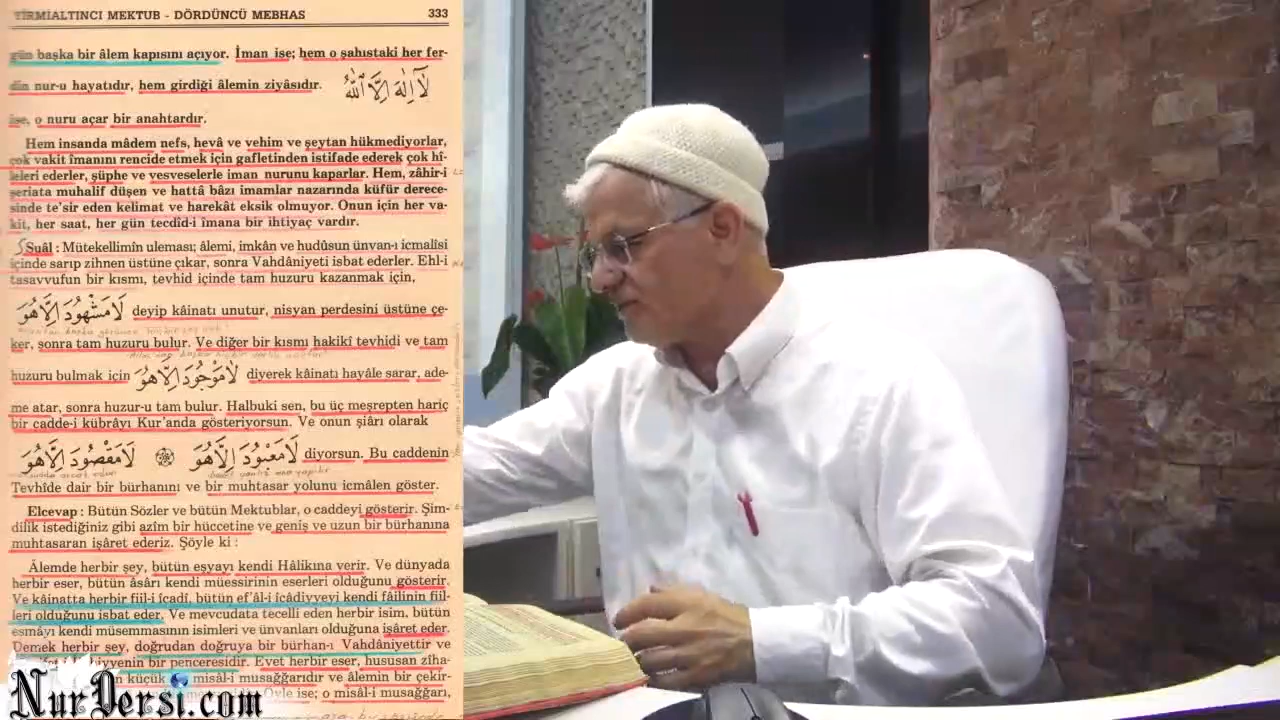 YİRMİALTINCI MEKTUB - DÖRDÜNCÜ MEBHAS 333
gün başka bir âlem kapısını açıyor. İman ise; hem o şahıstaki her fer-
din nur-u hayatıdır, hem girdiği âlemin ziyâsıdır. لَا اِلٰهَ اِلَّا اللّٰهُ
ise, o nuru açar bir anahtardır.
Hem insanda mâdem nefs, hevâ ve vehim ve şeytan hükmediyorlar,
çok vakit îmanını rencide etmek için gafletinden istifade ederek çok hî-
leleri ederler, şüphe ve vesveselerle iman nurunu kaparlar. Hem, zâhir-i
şeriata muhalif düşen ve hattâ bâzı imamlar nazarında küfür derece-
sinde te'sir eden kelimat ve harekât eksik olmuyor. Onun için her va-
kit, her saat, her gün tecdîd-i îmana bir ihtiyaç vardır.
Suâl : Mütekellimîn uleması; âlemi, imkân ve hudûsun ünvan-ı icmalîsi
içinde sarıp zihnen üstüne çıkar, sonra Vahdâniyeti isbat ederler. Ehl-i
tasavvufun bir kısmı, tevhid içinde tam huzuru kazanmak için,
لَا مَشْهُودَ اِلَّا هُوَ deyip kâinatı unutur, nisyan perdesini üstüne çe-
ker, sonra tam huzuru bulur. Ve diğer bir kısmı hakikî tevhidi ve tam
huzuru bulmak için لَا مَوْجُودَ اِلَّا هُوَ diyerek kâinatı hayâle sarar, ade-
me atar, sonra huzur-u tam bulur. Halbuki sen, bu üç meşrepten hariç
bir cadde-i kübrâyı Kur'anda gösteriyorsun. Ve onun şiârı olarak
لَا مَعْبُودَ اِلَّا هُوَ ۞ لَا مَقْصُودَ اِلَّا هُوَ diyorsun. Bu caddenin
Tevhîde dair bir bürhanını ve bir muhtasar yolunu icmâlen göster.
Elcevap : Bütün Sözler ve bütün Mektublar, o caddeyi gösterir. Şim-
dilik istediğiniz gibi azîm bir hüccetine ve geniş ve uzun bir bürhanına
muhtasaran işâret ederiz. Şöyle ki :
Âlemde herbir şey, bütün eşyayı kendi Hâlikına verir. Ve dünyada
herbir eser, bütün âsârı kendi müessirinin eserleri olduğunu gösterir.
Ve kâinatta herbir fiil-i îcadî, bütün ef'âl-i îcâdiyyeyi kendi fâilinin fiil-
leri olduğunu isbat eder. Ve mevcudata tecelli eden herbir isim, bütün
esmâyı kendi müsemmasının isimleri ve ünvanları olduğuna işâret eder.
Demek herbir şey, doğrudan doğruya bir bürhan-ı Vahdâniyettir ve
bir penceresidir. Evet herbir eser, hususan zîha-
küçük misâl-i musağğarıdır ve âlemin bir çekir-
Öyle ise; o misâl-i musağğarı,
NurDersi.com